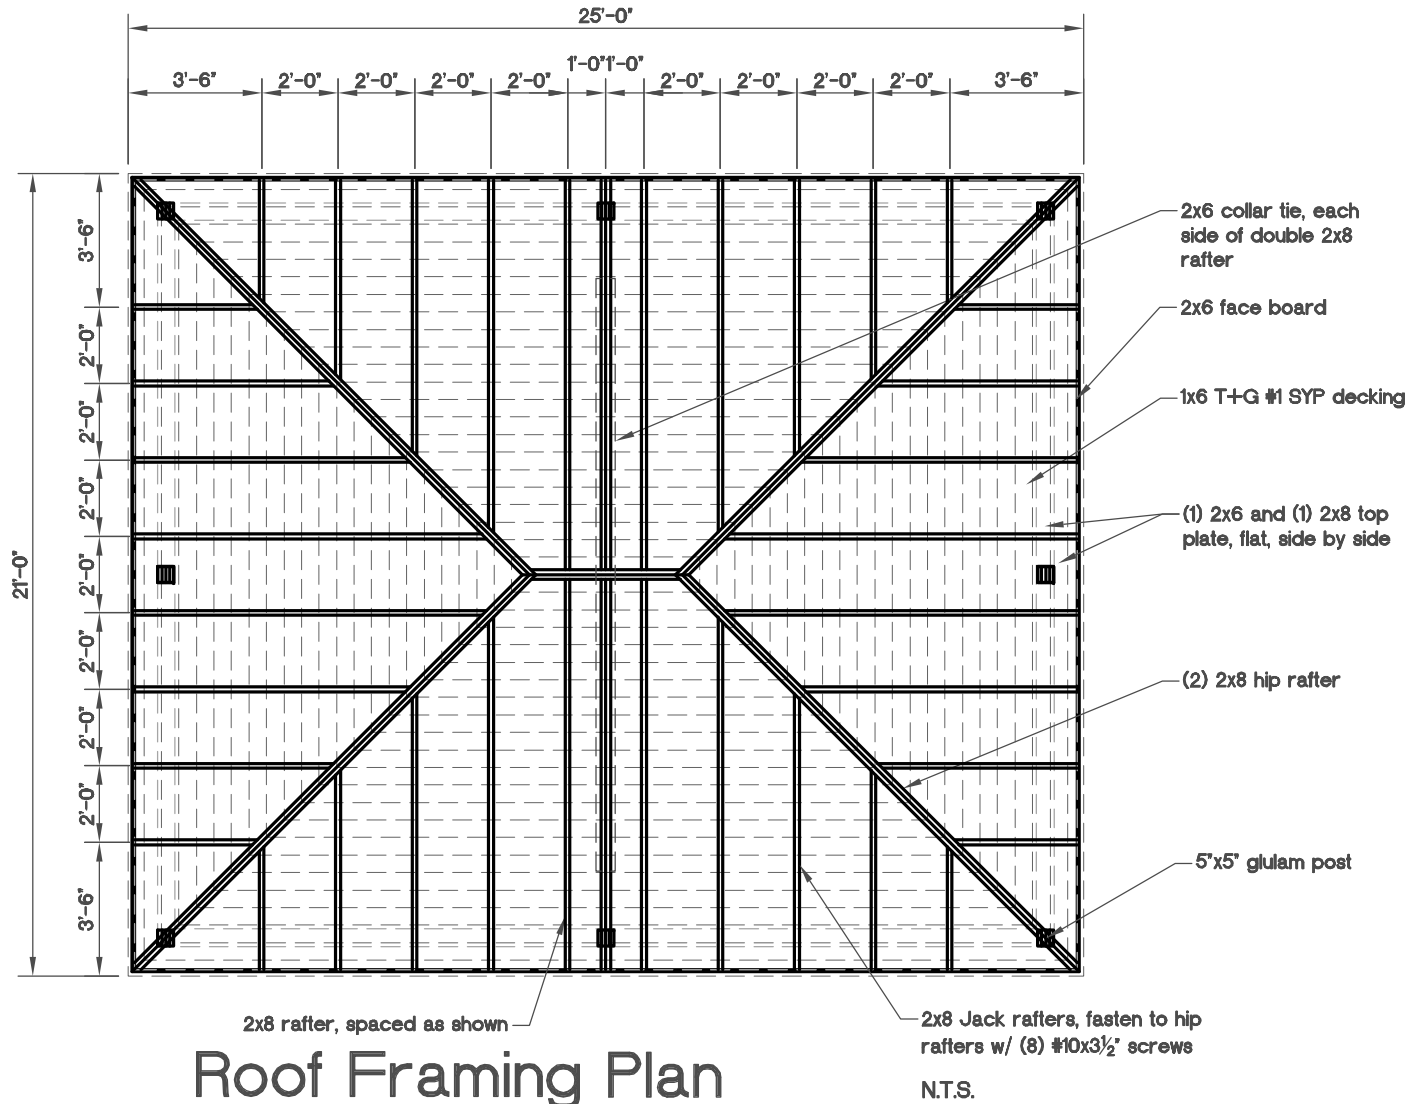 25'-0"
1'-0"1'-0"
3'-6" 2'-0" 2'-0" 2'-0" 2'-0" 2'-0" 2'-0" 2'-0" 2'-0" 3'-6"
21'-0"
3'-6"
2'-0"
2'-0"
2'-0"
2'-0"
2'-0"
2'-0"
2'-0"
3'-6"
2x6 collar tie, each
side of double 2x8
rafter
2x6 face board
1x6 T+G #1 SYP decking
(1) 2x6 and (1) 2x8 top
plate, flat, side by side
(2) 2x8 hip rafter
5"x5" glulam post
2x8 rafter, spaced as shown
2x8 Jack rafters, fasten to hip
rafters w/ (8) #10x3½" screws
Roof Framing Plan
N.T.S.